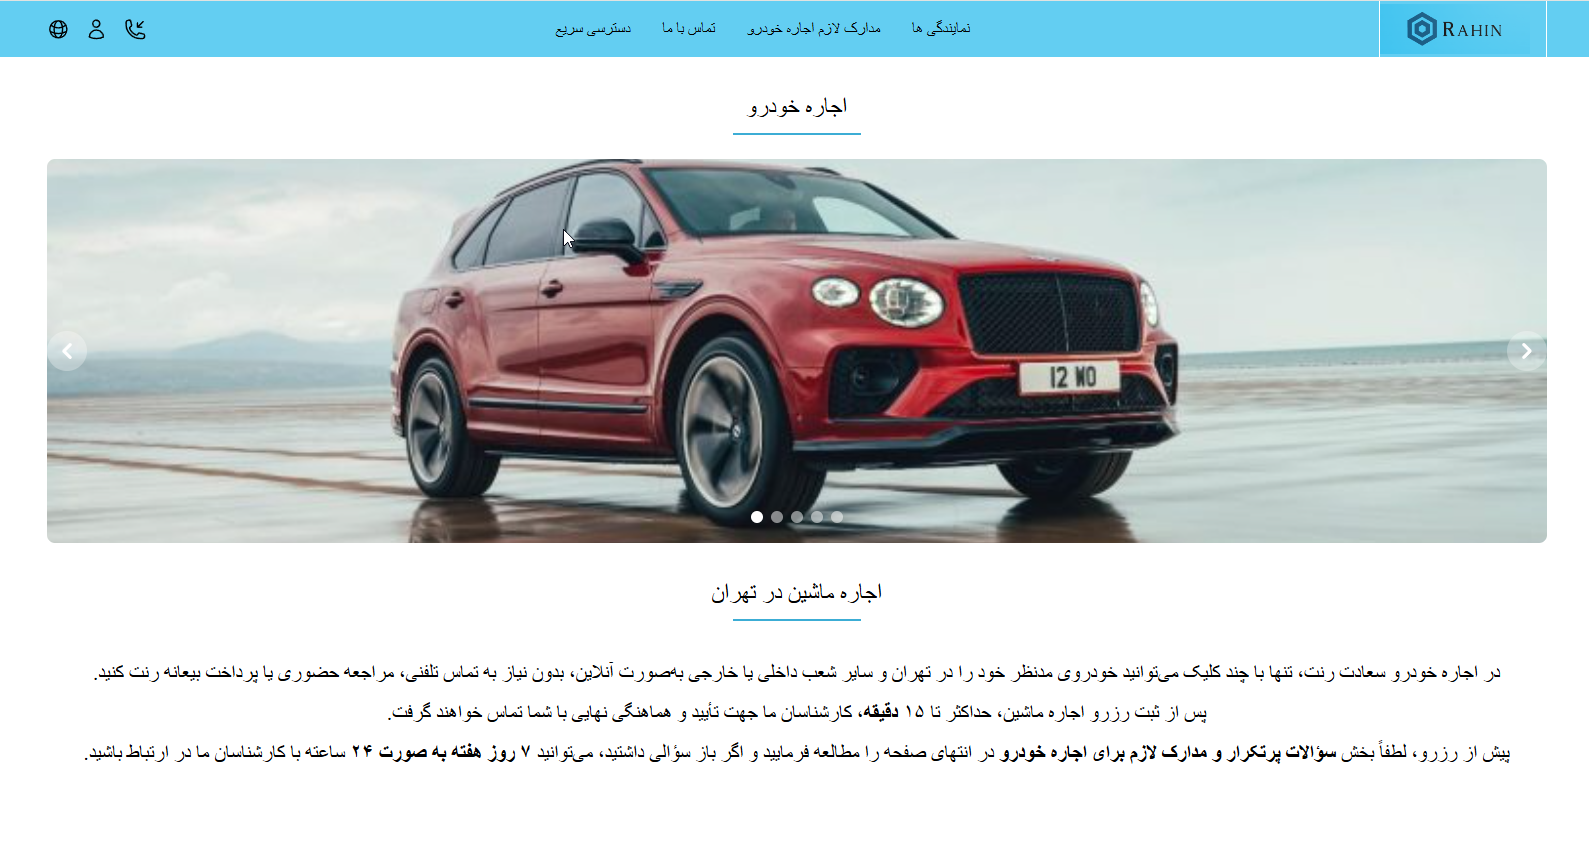 RAHIN
نمایندگی ها
مدارک لازم اجاره خودرو
تماس با ما
دسترسی سریع
اجاره خودرو
12 WO
اجاره ماشین در تهران
در اجاره خودرو سعادت رنت، تنها با چند کلیک می‌توانید خودروی مدنظر خود را در تهران و سایر شعب داخلی یا خارجی به‌صورت آنلاین، بدون نیاز به تماس تلفنی، مراجعه حضوری یا پرداخت بیعانه رنت کنید.
پس از ثبت رزرو اجاره ماشین، حداکثر تا ۱۵ دقیقه، کارشناسان ما جهت تأیید و هماهنگی نهایی با شما تماس خواهند گرفت.
پیش از رزرو، لطفاً بخش سؤالات پرتکرار و مدارک لازم برای اجاره خودرو در انتهای صفحه را مطالعه فرمایید و اگر باز سؤالی داشتید، می‌توانید ۷ روز هفته به صورت ۲۴ ساعته با کارشناسان ما در ارتباط باشید.